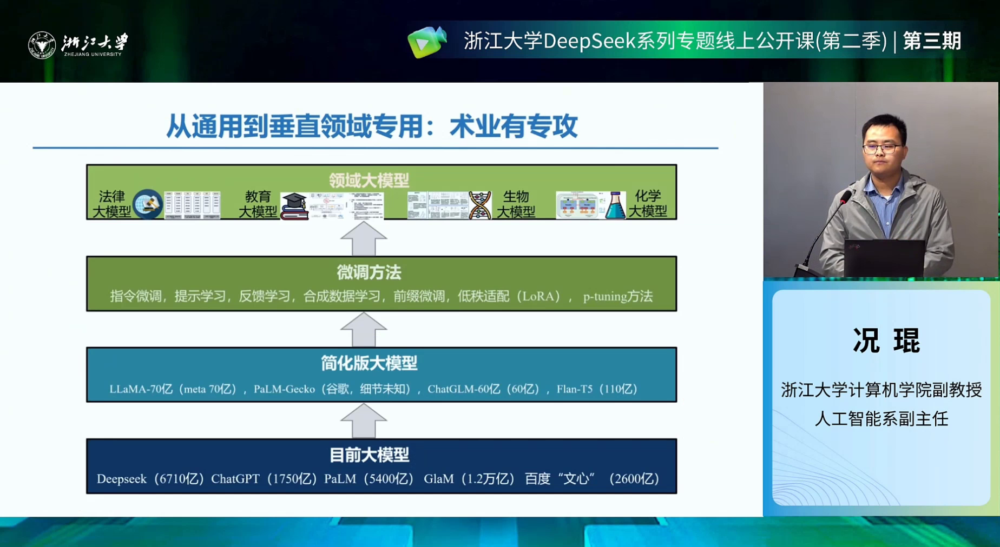 浙江大学
ZHEJIANG UNIVERSITY
浙江大学DeepSeek系列专题线上公开课(第二季) | 第三期
从通用到垂直领域专用：术业有专攻
领域大模型
法律
大模型
教育
大模型
生物
大模型
化学
大模型
微调方法
指令微调，提示学习，反馈学习，合成数据学习，前缀微调，低秩适配（LoRA）， p-tuning方法
简化版大模型
LLaMA-70亿（meta 70亿）, PaLM-Gecko（谷歌，细节未知）, ChatGLM-60亿（60亿）, Flan-T5（110亿）
目前大模型
Deepseek（6710亿）ChatGPT（1750亿）PaLM（5400亿） GlaM（1.2万亿） 百度“文心” （2600亿）
况 琨
浙江大学计算机学院副教授
人工智能系副主任